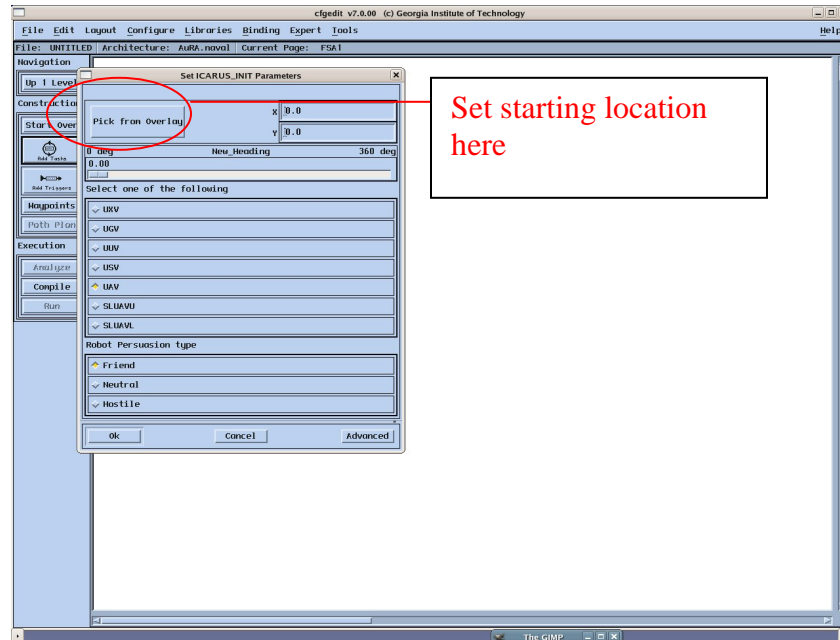 cfgedit v7.0.00 (c) Georgia Institute of Technology
File Edit Layout Configure Libraries Binding Expert Tools Help
File: UNTITLED Architecture: AuRA.naval Current Page: FSA1
Navigation
Up 1 Level
Construction
Start Over
Add Tasks
Add Triggers
Waypoints
Path Plan
Execution
Analyze
Compile
Run
Set ICARUS_INIT Parameters
Pick from Overlay
X 0.0
Y 0.0
0 deg New_Heading 360 deg
0.00
Select one of the following
UXV
UGV
UUV
USV
UAV
SLUAVU
SLUAVL
Robot Persuasion type
Friend
Neutral
Hostile
Ok Cancel Advanced
Set starting location
here
The GIMP